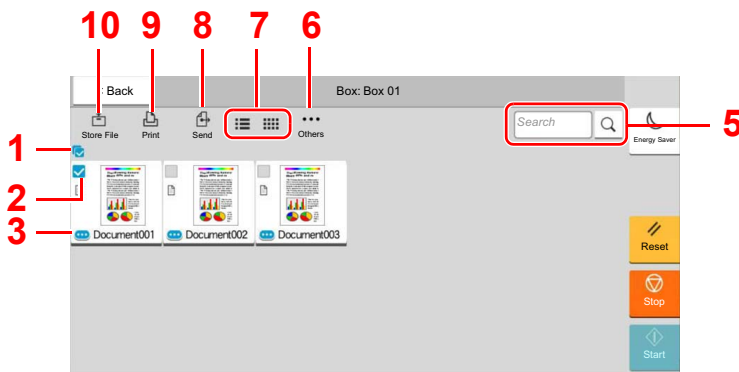 10 9 8 7 6
< Back
Box: Box 01
Store File
Print
Send
Others
Search
5
Energy Saver
1
2
3
Document001
Document002
Document003
Reset
Stop
Start